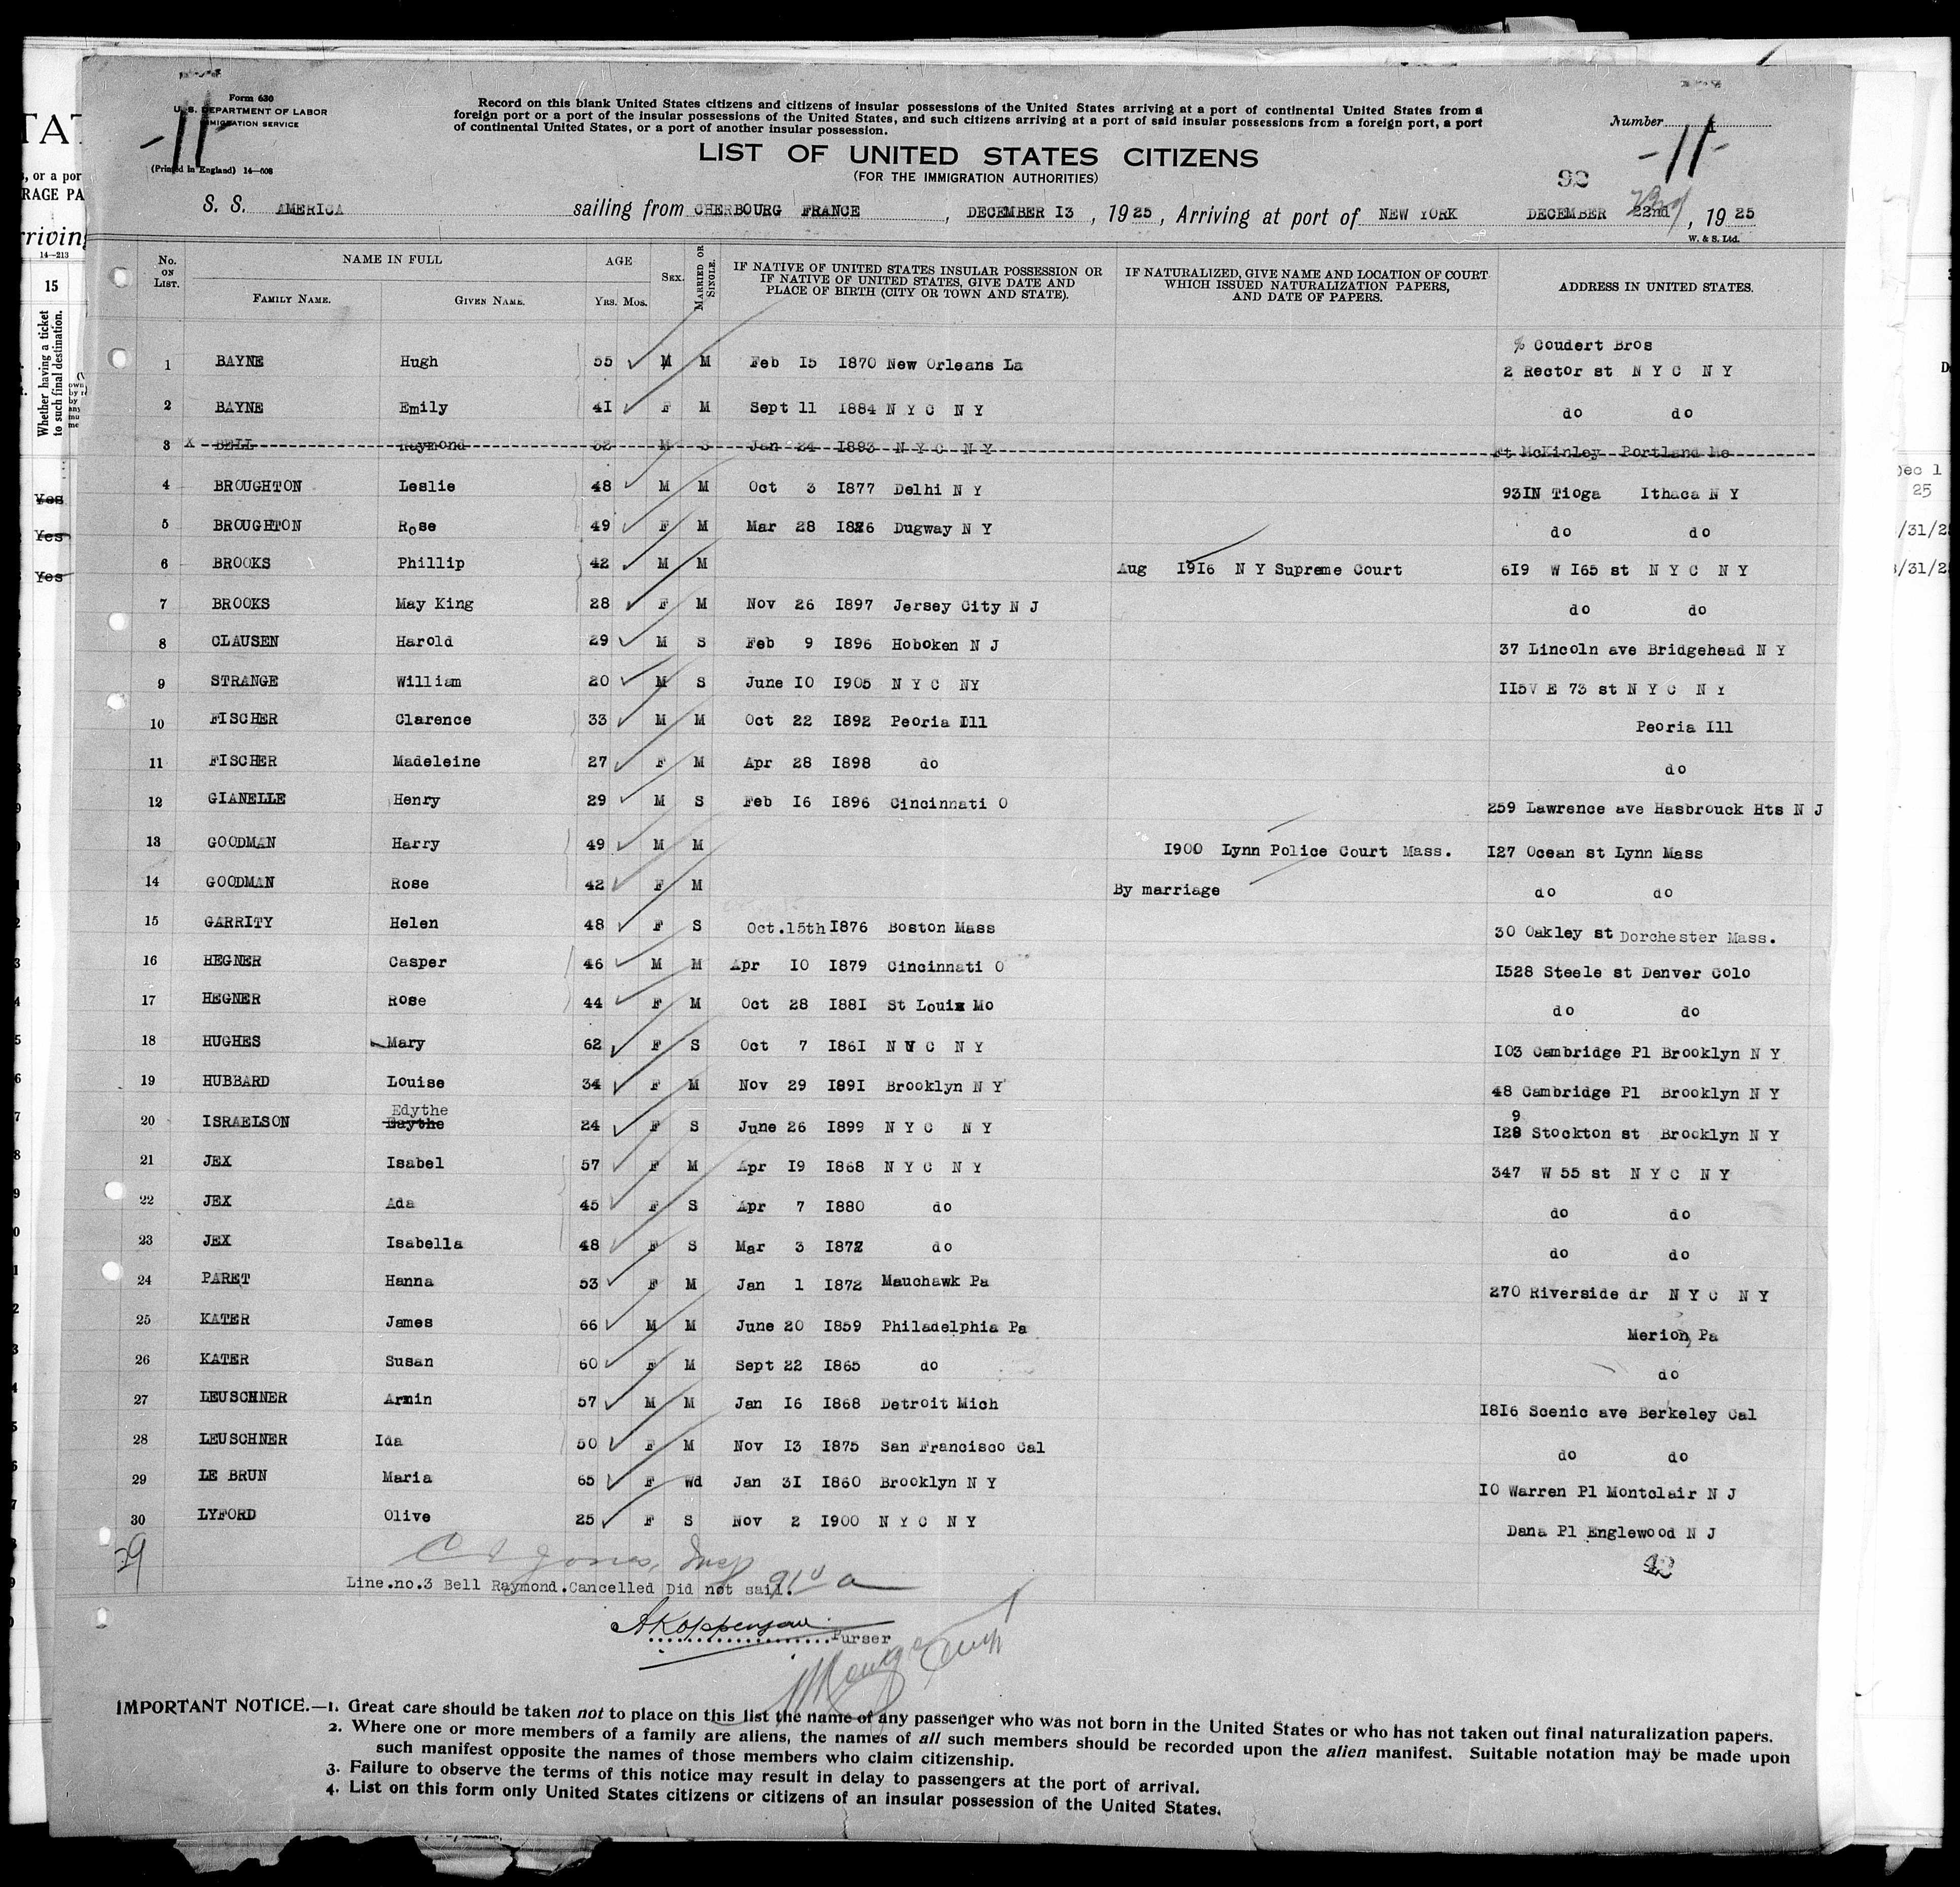 Form 630
U. S. DEPARTMENT OF LABOR
IMMIGRATION SERVICE
(Printed in England) 14—608
-11-
Record on this blank United States citizens and citizens of insular possessions of the United States arriving at a port of continental United States from a
foreign port or a port of the insular possessions of the United States, and such citizens arriving at a port of said insular possessions from a foreign port, a port
of continental United States, or a port of another insular possession.
Number
-11-
LIST OF UNITED STATES CITIZENS
(FOR THE IMMIGRATION AUTHORITIES)
S. S. AMERICA sailing from CHERBOURG FRANCE, DECEMBER 13, 1925, Arriving at port of NEW YORK DECEMBER 22nd 23rd, 1925
W. & S. Ltd.
No. ON LIST. NAME IN FULL AGE SEX. MARRIED OR SINGLE. IF NATIVE OF UNITED STATES INSULAR POSSESSION OR IF NATIVE OF UNITED STATES, GIVE DATE AND PLACE OF BIRTH (CITY OR TOWN AND STATE). IF NATURALIZED, GIVE NAME AND LOCATION OF COURT WHICH ISSUED NATURALIZATION PAPERS, AND DATE OF PAPERS. ADDRESS IN UNITED STATES.
FAMILY NAME. GIVEN NAME. YRS. MOS.
% Coudert Bros
1 BAYNE Hugh 55 M M Feb 15 1870 New Orleans La 2 Rector st N Y C N Y
2 BAYNE Emily 41 F M Sept 11 1884 N Y C N Y do do
3 X BELL Raymond 32 M S Jan 24 1893 N Y C N Y Ft McKinley Portland Me
4 BROUGHTON Leslie 48 M M Oct 3 1877 Delhi N Y 931N Tioga Ithaca N Y
5 BROUGHTON Rose 49 F M Mar 28 1876 Dugway N Y do do
6 BROOKS Phillip 42 M M Aug 1916 N Y Supreme Court 619 W 165 st N Y C N Y
7 BROOKS May King 28 F M Nov 26 1897 Jersey City N J do do
8 CLAUSEN Harold 29 M S Feb 9 1896 Hoboken N J 37 Lincoln ave Bridgehead N Y
9 STRANGE William 20 M S June 10 1905 N Y C NY 115V E 73 st N Y C N Y
10 FISCHER Clarence 33 M M Oct 22 1892 Peoria Ill Peoria Ill
11 FISCHER Madeleine 27 F M Apr 28 1898 do do
12 GIANELLE Henry 29 M S Feb 16 1896 Cincinnati O 259 Lawrence ave Hasbrouck Hts N J
13 GOODMAN Harry 49 M M 1900 Lynn Police Court Mass. 127 Ocean st Lynn Mass
14 GOODMAN Rose 42 F M By marriage do do
15 GARRITY Helen 48 F S Oct.15th 1876 Boston Mass 30 Oakley st Dorchester Mass.
16 HEGNER Casper 46 M M Apr 10 1879 Cincinnati O 1528 Steele st Denver Colo
17 HEGNER Rose 44 F M Oct 28 1881 St Louis Mo do do
18 HUGHES Mary 62 F S Oct 7 1861 N Y C N Y 103 Cambridge Pl Brooklyn N Y
19 HUBBARD Louise 34 F M Nov 29 1891 Brooklyn N Y 48 Cambridge Pl Brooklyn N Y
Edythe 9
20 ISRAELSON 24 F S June 26 1899 N Y C N Y 128 Stockton st Brooklyn N Y
21 JEX Isabel 57 F M Apr 19 1868 N Y C N Y 347 W 55 st N Y C N Y
22 JEX Ada 45 F S Apr 7 1880 do do do
23 JEX Isabella 48 F S Mar 3 1872 do do do
24 PARET Hanna 53 F M Jan 1 1872 Mauchawk Pa 270 Riverside dr N Y C N Y
25 KATER James 66 M M June 20 1859 Philadelphia Pa Merion, Pa
26 KATER Susan 60 F M Sept 22 1865 do do
27 LEUSCHNER Armin 57 M M Jan 16 1868 Detroit Mich 1816 Scenic ave Berkeley Cal
28 LEUSCHNER Ida 50 F M Nov 13 1875 San Francisco Cal do do
29 LE BRUN Maria 65 F Wd Jan 31 1860 Brooklyn N Y 10 Warren Pl Montclair N J
30 LYFORD Olive 25 F S Nov 2 1900 N Y C N Y Dana Pl Englewood N J
29
Line.no.3 Bell Raymond.Cancelled Did not sail.
Purser
IMPORTANT NOTICE.—1. Great care should be taken not to place on this list the name of any passenger who was not born in the United States or who has not taken out final naturalization papers.
2. Where one or more members of a family are aliens, the names of all such members should be recorded upon the alien manifest. Suitable notation may be made upon
such manifest opposite the names of those members who claim citizenship.
3. Failure to observe the terms of this notice may result in delay to passengers at the port of arrival.
4. List on this form only United States citizens or citizens of an insular possession of the United States.
14—213
15
Whether having a ticket
to such final destination.
Yes
Yes
Yes